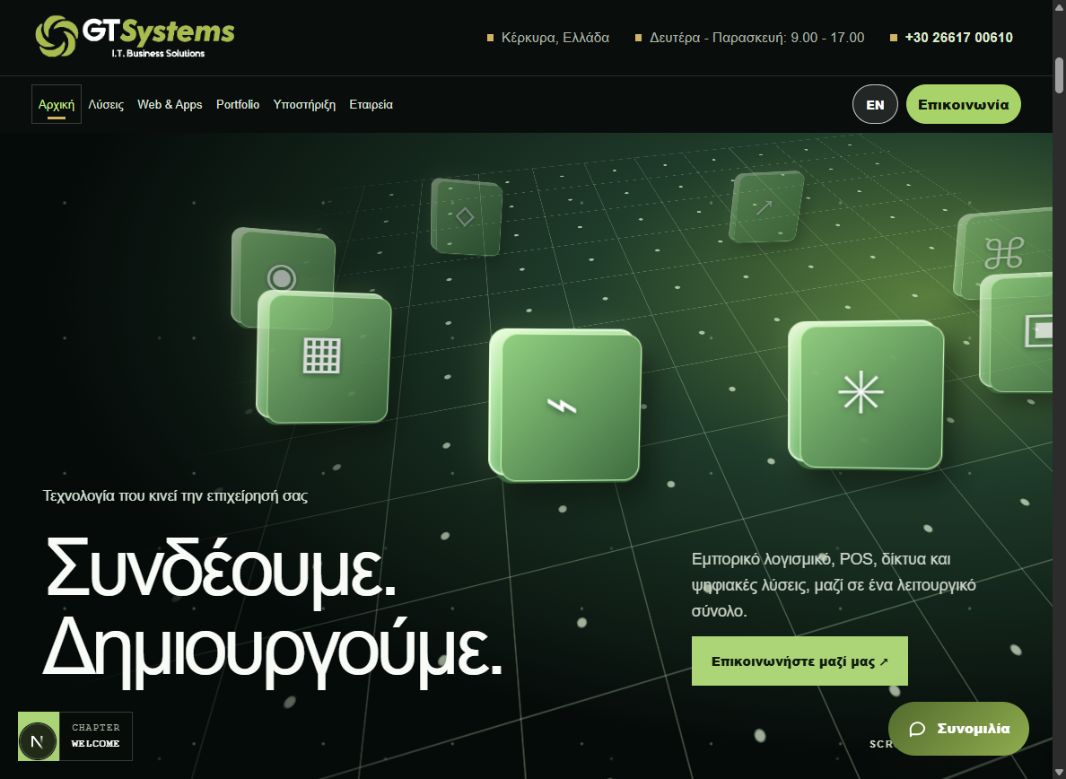 GTSystems
I.T. Business Solutions
Κέρκυρα, Ελλάδα
Δευτέρα - Παρασκευή: 9.00 - 17.00
+30 26617 00610
Αρχική
Λύσεις
Web & Apps
Portfolio
Υποστήριξη
Εταιρεία
EN
Επικοινωνία
Τεχνολογία που κινεί την επιχείρησή σας
Συνδέουμε.
Δημιουργούμε.
Εμπορικό λογισμικό, POS, δίκτυα και
ψηφιακές λύσεις, μαζί σε ένα λειτουργικό
σύνολο.
Επικοινωνήστε μαζί μας ↗
N
CHAPTER
WELCOME
Συνομιλία